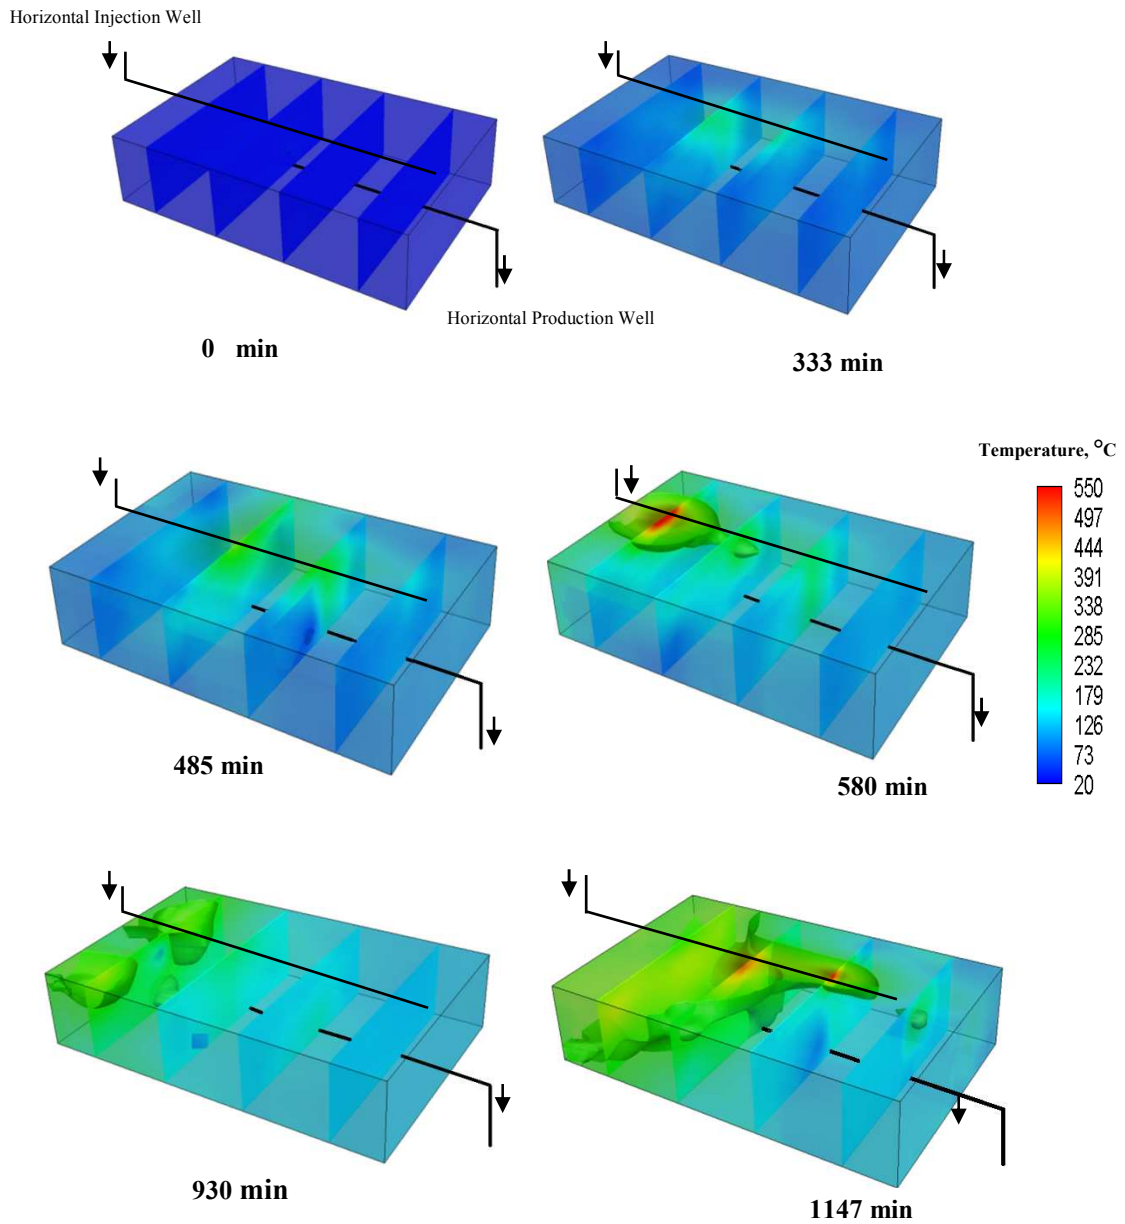 Horizontal Injection Well
Horizontal Production Well
0 min
333 min
Temperature, °C
550
497
444
391
338
285
232
179
126
73
20
485 min
580 min
930 min
1147 min